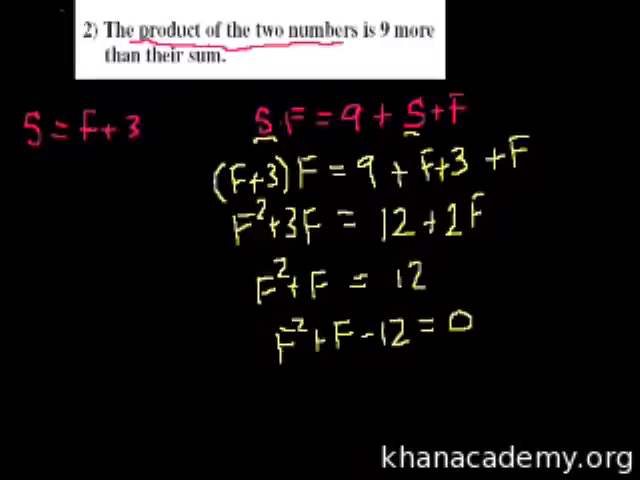 2) The product of the two numbers is 9 more
than their sum.
S = F + 3
S·F = 9 + S + F
(F+3)F = 9 + F+3 + F
F²+3F = 12 + 2F
F²+F = 12
F²+F-12 = 0
khanacademy.org